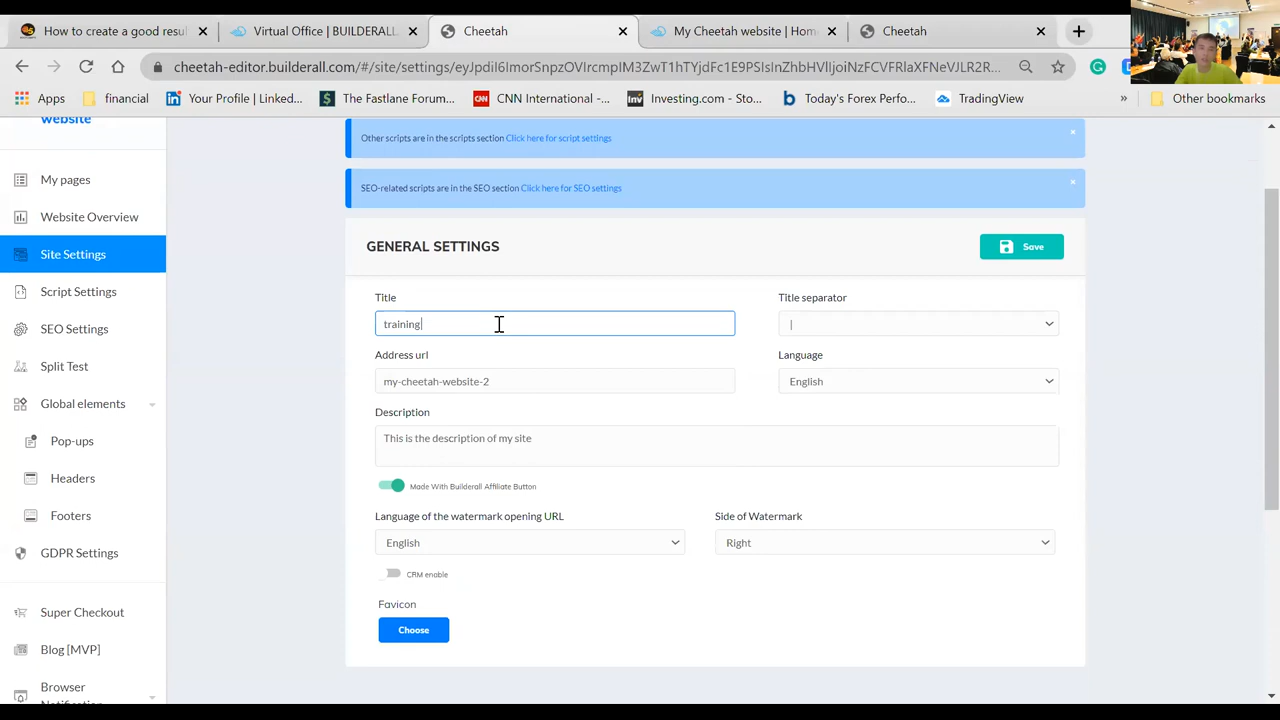 How to create a good resu
Virtual Office | BUILDERALL
Cheetah
My Cheetah website | Hom
Cheetah
cheetah-editor.builderall.com/#/site/settings/eyJpdiI6ImorSnpzOVlrcmpIM3ZwT1hTYjdFc1E9PSIsInZhbHVlIjoiNzFCVFRlaXFNeVJLR2R...
Apps
financial
Your Profile | Linked...
The Fastlane Forum...
CNN International -...
Investing.com - Sto...
Today's Forex Perfo...
TradingView
»
Other bookmarks
website
My pages
Website Overview
Site Settings
Script Settings
SEO Settings
Split Test
Global elements
Pop-ups
Headers
Footers
GDPR Settings
Super Checkout
Blog [MVP]
Browser
Other scripts are in the scripts section Click here for script settings
SEO-related scripts are in the SEO section Click here for SEO settings
GENERAL SETTINGS
Save
Title
Title separator
training
|
Address url
Language
my-cheetah-website-2
English
Description
This is the description of my site
Made With Builderall Affiliate Button
Language of the watermark opening URL
Side of Watermark
English
Right
CRM enable
Favicon
Choose